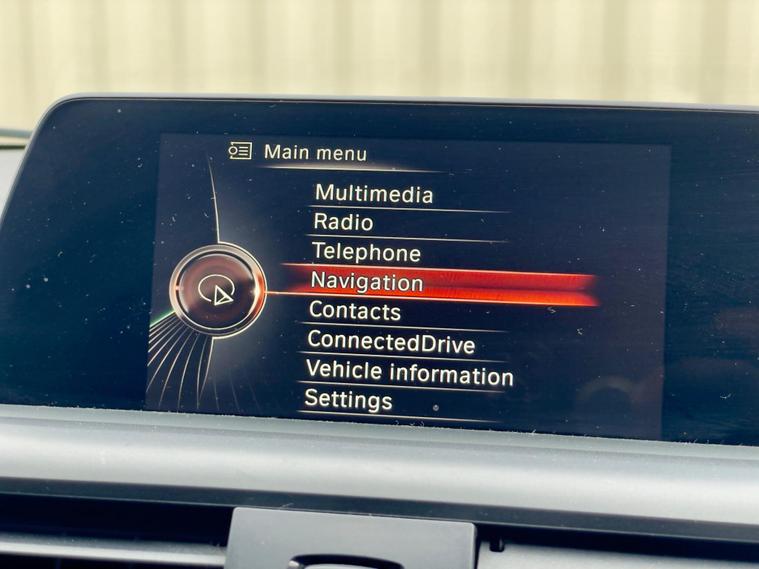 Main menu
Multimedia
Radio
Telephone
Navigation
Contacts
ConnectedDrive
Vehicle information
Settings